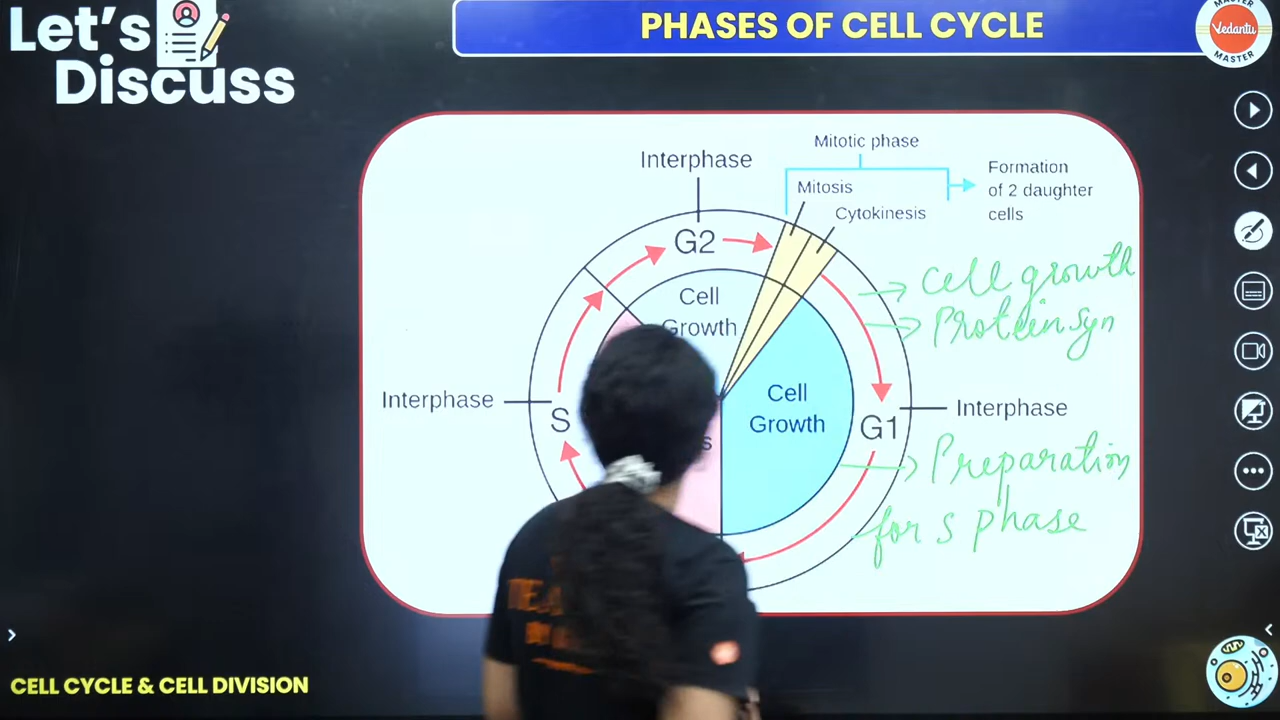 Let's
Discuss
PHASES OF CELL CYCLE
MASTER
Vedantu
MASTER
Mitotic phase
Interphase
Formation
of 2 daughter
cells
Mitosis
Cytokinesis
G2
Cell
Growth
→ Cell growth
→ Protein syn
Interphase
S
Cell
Growth
G1
Interphase
→ Preparation
for S phase
CELL CYCLE & CELL DIVISION